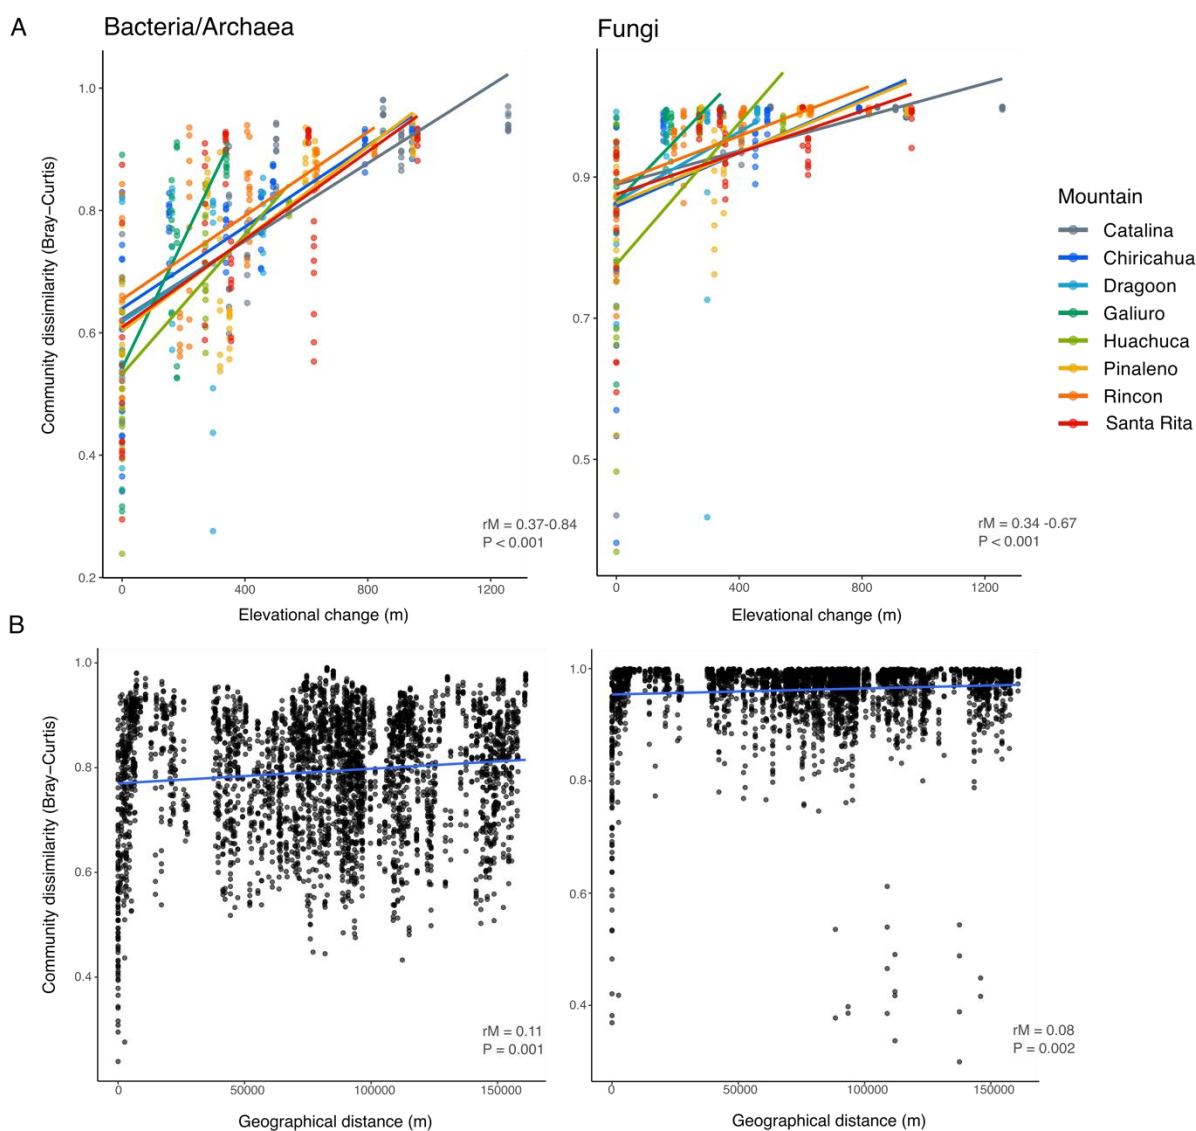 A
Bacteria/Archaea
Fungi
Community dissimilarity (Bray−Curtis)
1.0
0.8
0.6
0.4
0.2
0
400
800
1200
Elevational change (m)
rM = 0.37-0.84
P < 0.001
0.9
0.7
0.5
0
400
800
1200
Elevational change (m)
rM = 0.34 -0.67
P < 0.001
Mountain
Catalina
Chiricahua
Dragoon
Galiuro
Huachuca
Pinaleno
Rincon
Santa Rita
B
Community dissimilarity (Bray−Curtis)
1.0
0.8
0.6
0.4
0
50000
100000
150000
Geographical distance (m)
rM = 0.11
P = 0.001
1.0
0.8
0.6
0.4
0
50000
100000
150000
Geographical distance (m)
rM = 0.08
P = 0.002